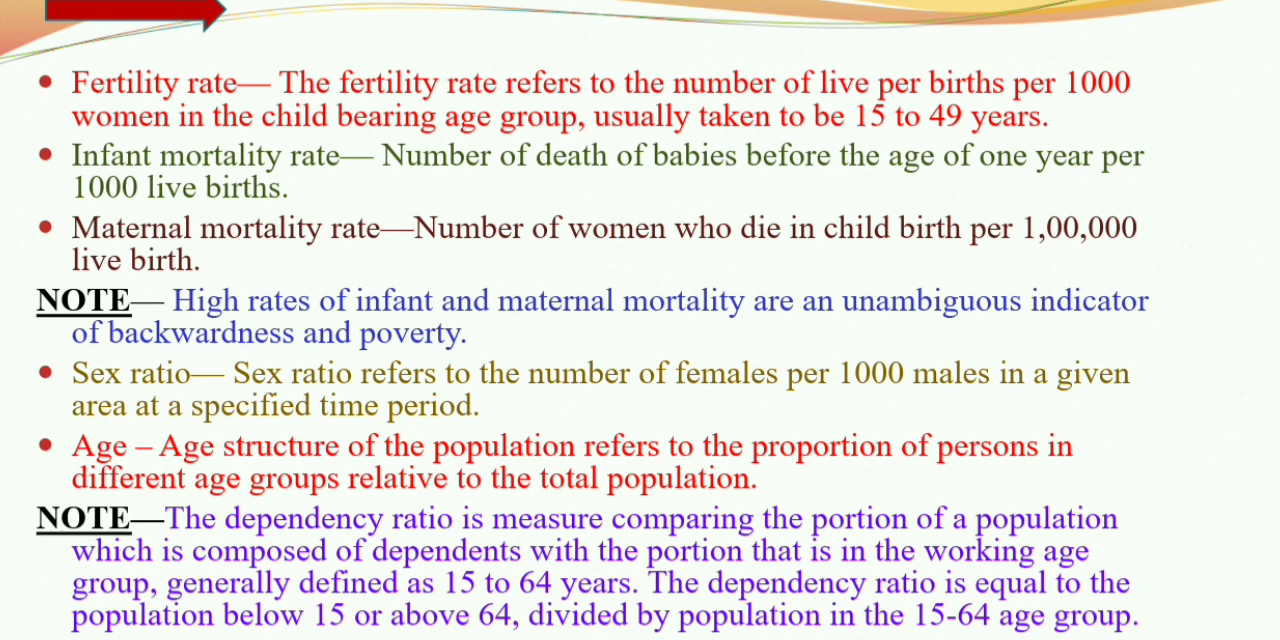 • Fertility rate— The fertility rate refers to the number of live per births per 1000
women in the child bearing age group, usually taken to be 15 to 49 years.
• Infant mortality rate— Number of death of babies before the age of one year per
1000 live births.
• Maternal mortality rate—Number of women who die in child birth per 1,00,000
live birth.
NOTE— High rates of infant and maternal mortality are an unambiguous indicator
of backwardness and poverty.
• Sex ratio— Sex ratio refers to the number of females per 1000 males in a given
area at a specified time period.
• Age – Age structure of the population refers to the proportion of persons in
different age groups relative to the total population.
NOTE—The dependency ratio is measure comparing the portion of a population
which is composed of dependents with the portion that is in the working age
group, generally defined as 15 to 64 years. The dependency ratio is equal to the
population below 15 or above 64, divided by population in the 15-64 age group.